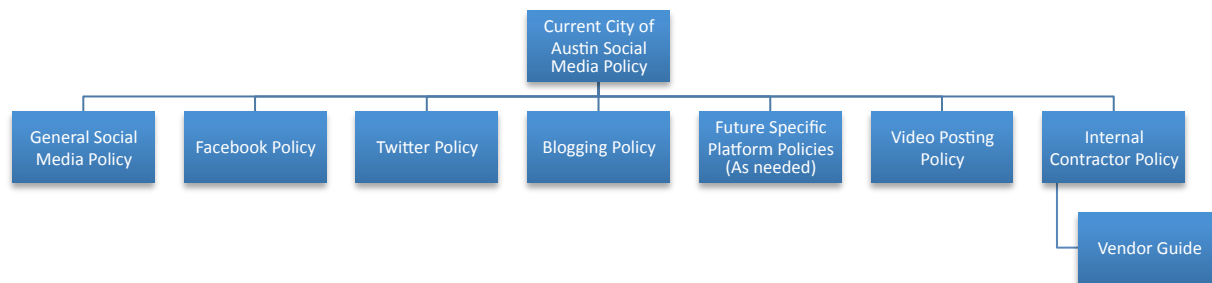 Current City of
Austin Social
Media Policy
General Social
Media Policy
Facebook Policy
Twitter Policy
Blogging Policy
Future Specific
Platform Policies
(As needed)
Video Posting
Policy
Internal
Contractor Policy
Vendor Guide